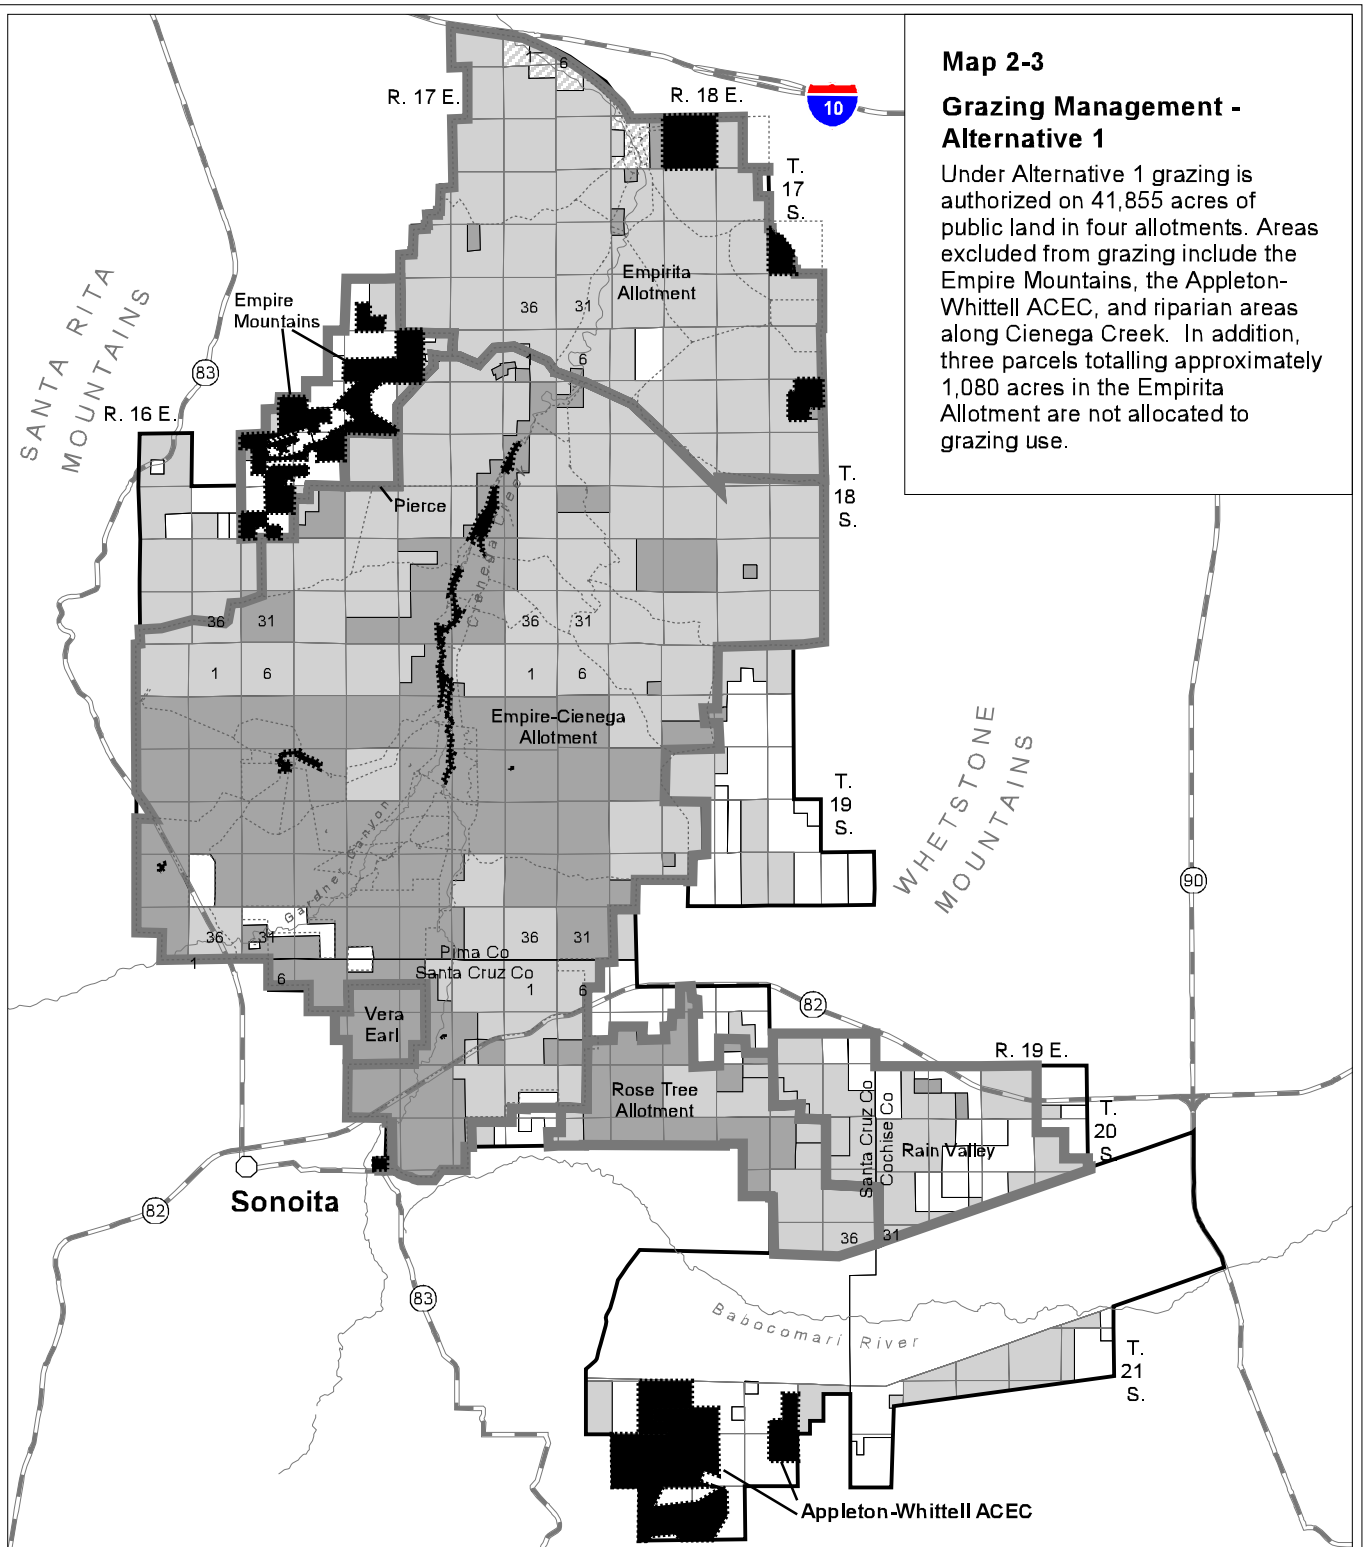 Map 2-3
Grazing Management -
Alternative 1
Under Alternative 1 grazing is
authorized on 41,855 acres of
public land in four allotments. Areas
excluded from grazing include the
Empire Mountains, the Appleton-
Whittell ACEC, and riparian areas
along Cienega Creek. In addition,
three parcels totalling approximately
1,080 acres in the Empirita
Allotment are not allocated to
grazing use.
10
1
6
R. 17 E.
R. 18 E.
T.
17
S.
Empirita
Allotment
36
31
SANTA RITA
MOUNTAINS
Empire
Mountains
83
1
6
R. 16 E.
T.
18
S.
Pierce
Cienega Creek
36
31
36
31
1
6
1
6
Empire-Cienega
Allotment
WHETSTONE
MOUNTAINS
T.
19
S.
90
Gardner Canyon
36
31
36
31
Pima Co
Santa Cruz Co
1
6
1
6
82
Vera
Earl
R. 19 E.
Rose Tree
Allotment
Santa Cruz Co
Cochise Co
Rain Valley
T.
20
S.
Sonoita
82
36
31
83
Babocomari River
T.
21
S.
Appleton-Whittell ACEC